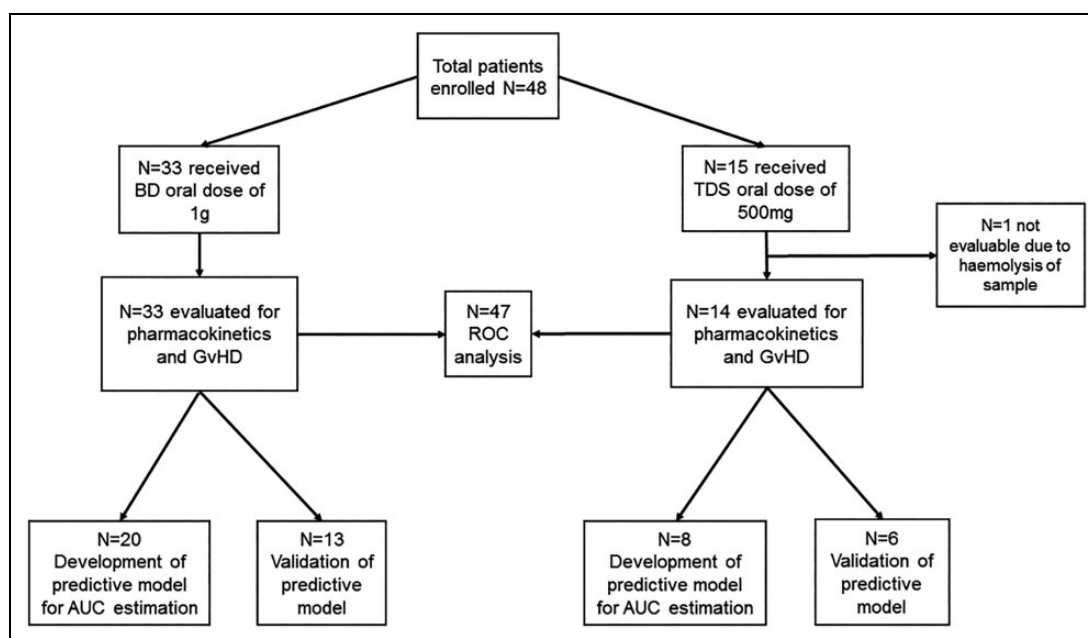 Total patients
enrolled N=48
N=33 received
BD oral dose of
1g
N=15 received
TDS oral dose of
500mg
N=1 not
evaluable due to
haemolysis of
sample
N=33 evaluated for
pharmacokinetics
and GvHD
N=47
ROC
analysis
N=14 evaluated for
pharmacokinetics
and GvHD
N=20
Development of
predictive model
for AUC estimation
N=13
Validation of
predictive
model
N=8
Development of
predictive model
for AUC estimation
N=6
Validation of
predictive
model